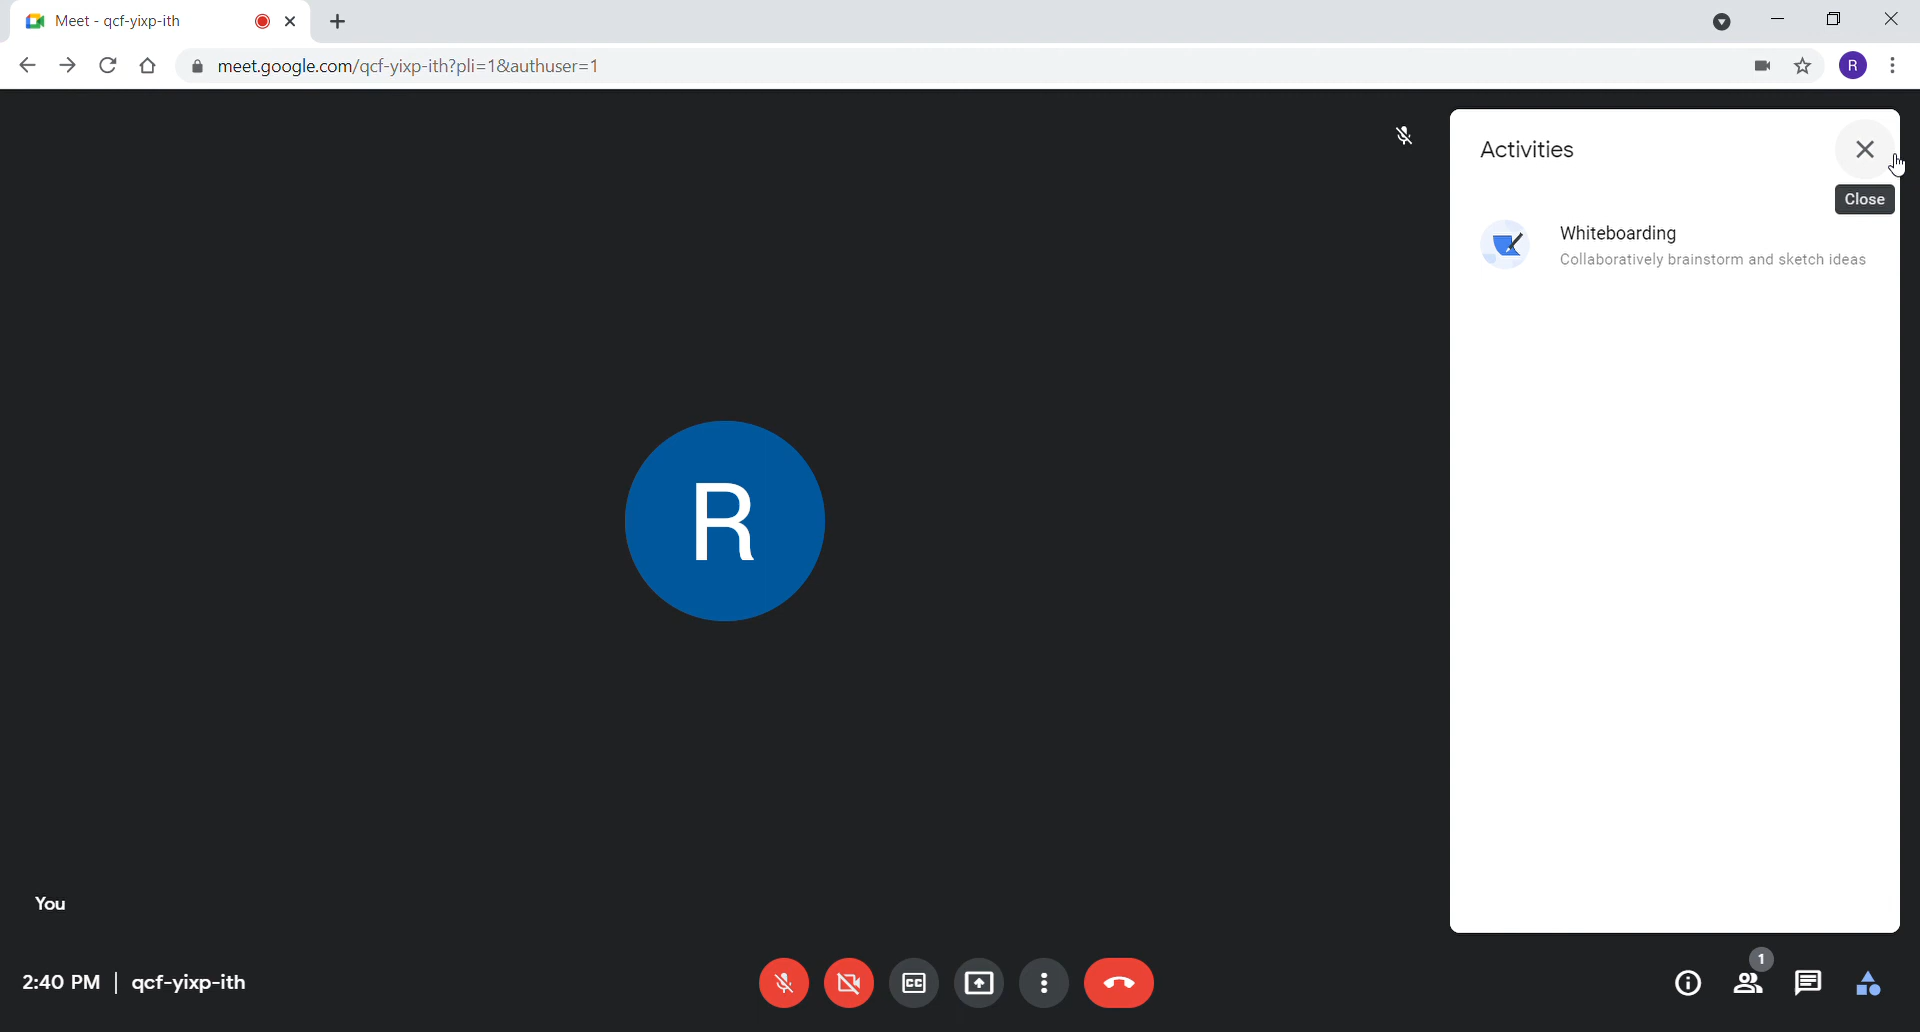 Meet - qcf-yixp-ith
meet.google.com/qcf-yixp-ith?pli=1&authuser=1
R
Activities
Close
Whiteboarding
Collaboratively brainstorm and sketch ideas
R
You
2:40 PM | qcf-yixp-ith
CC
1